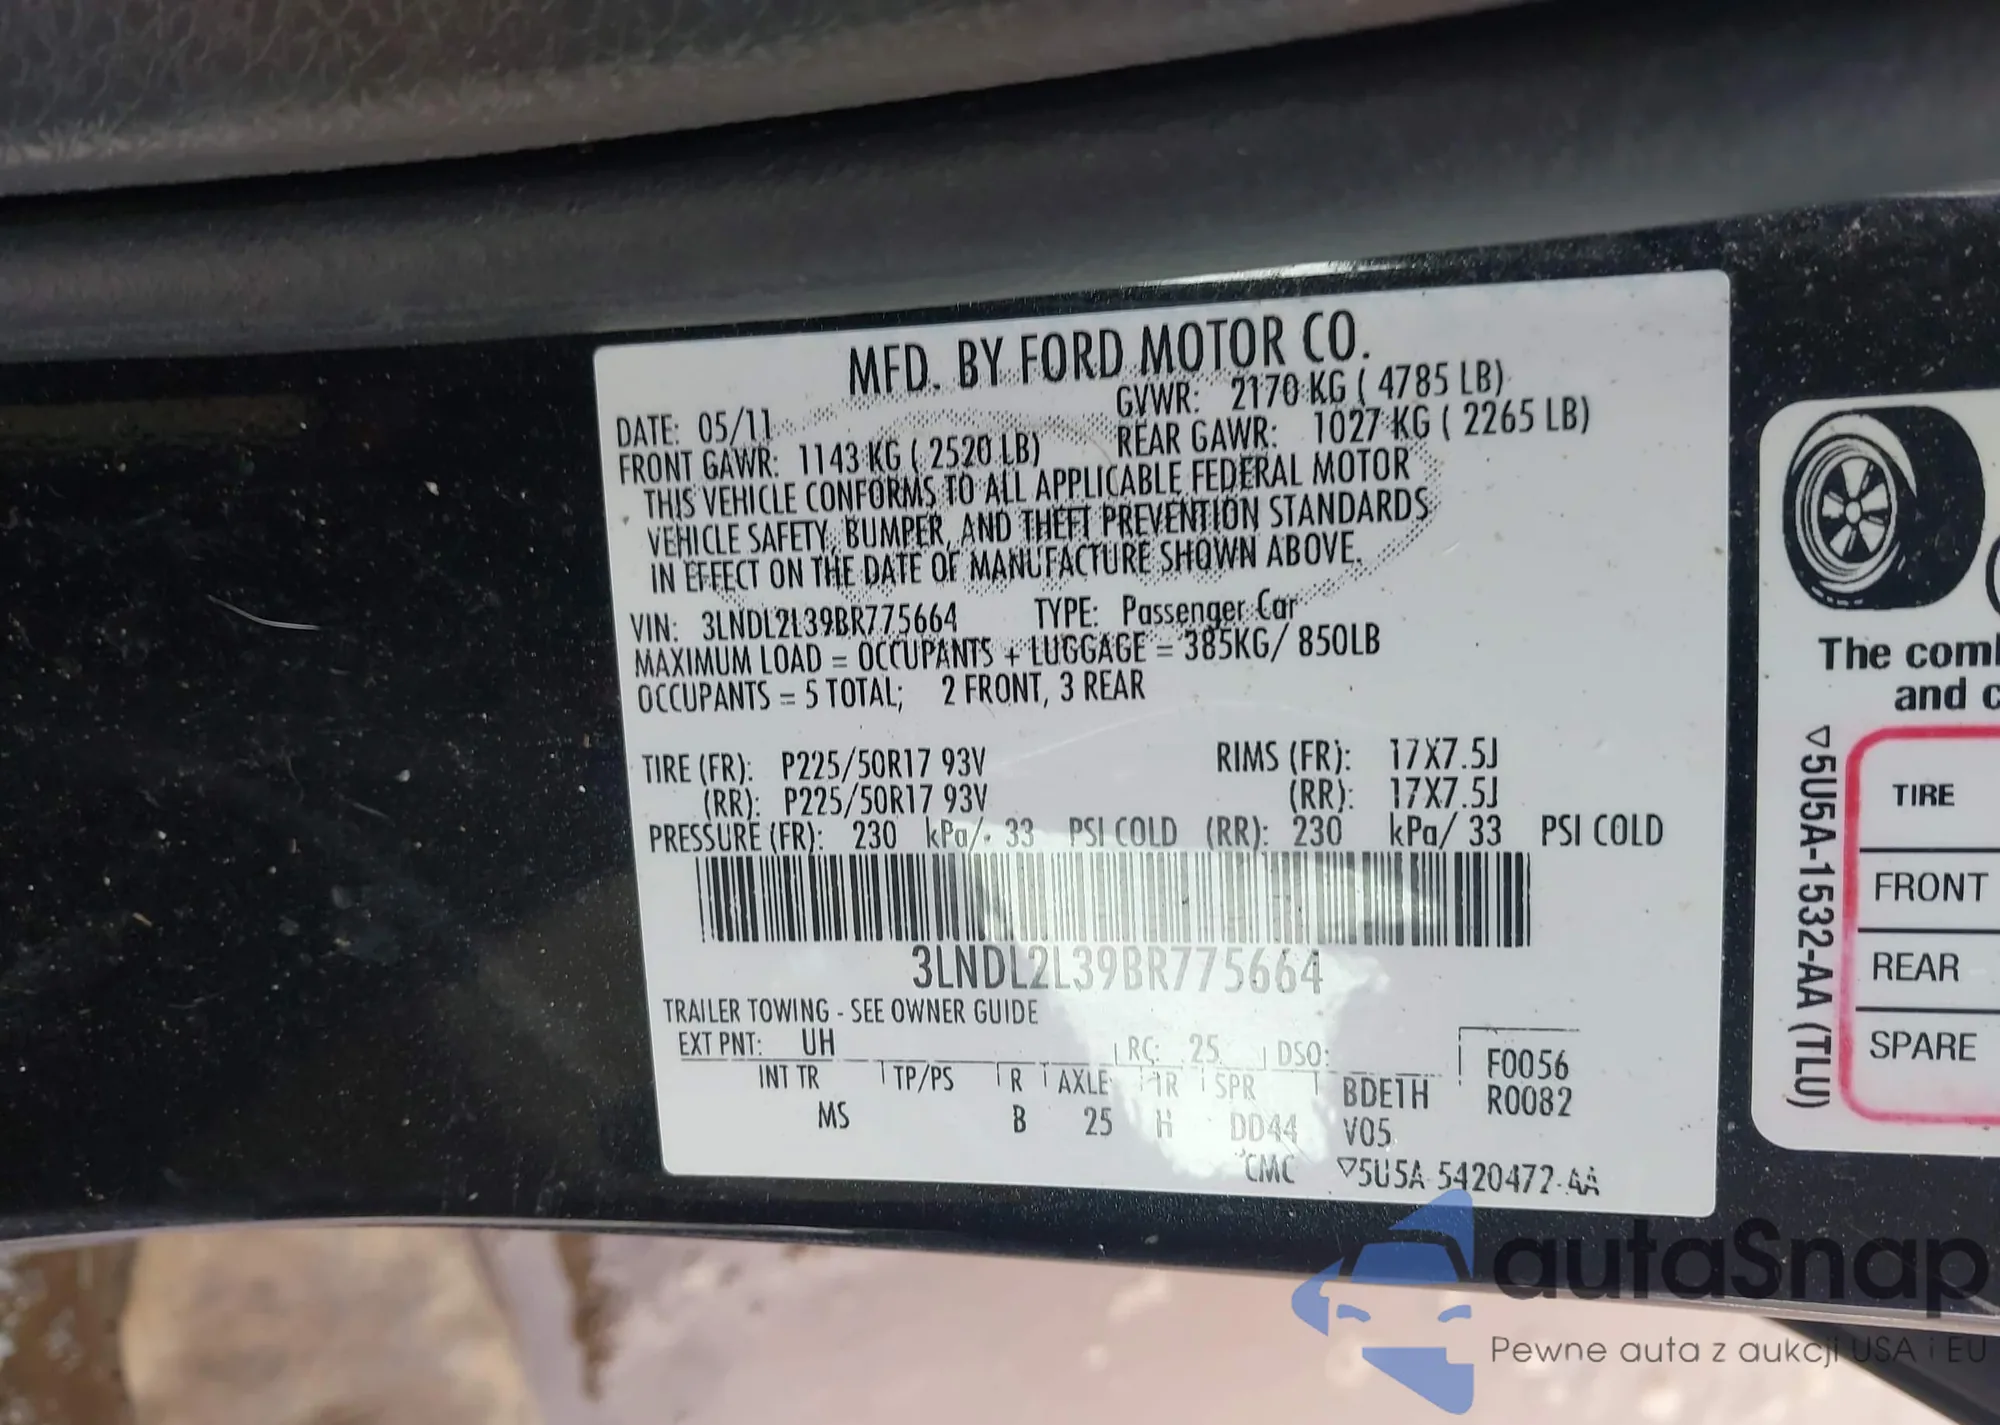 MFD. BY FORD MOTOR CO.
DATE: 05/11 GVWR: 2170 KG ( 4785 LB)
FRONT GAWR: 1143 KG ( 2520 LB) REAR GAWR: 1027 KG ( 2265 LB)
THIS VEHICLE CONFORMS TO ALL APPLICABLE FEDERAL MOTOR
VEHICLE SAFETY, BUMPER, AND THEFT PREVENTION STANDARDS
IN EFFECT ON THE DATE OF MANUFACTURE SHOWN ABOVE.
VIN: 3LNDL2L39BR775664 TYPE: Passenger Car
MAXIMUM LOAD = OCCUPANTS + LUGGAGE = 385KG/ 850LB
OCCUPANTS = 5 TOTAL; 2 FRONT, 3 REAR
TIRE (FR): P225/50R17 93V RIMS (FR): 17X7.5J
(RR): P225/50R17 93V (RR): 17X7.5J
PRESSURE (FR): 230 kPa/ 33 PSI COLD (RR): 230 kPa/ 33 PSI COLD
3LNDL2L39BR775664
TRAILER TOWING - SEE OWNER GUIDE
EXT PNT: UH RC: 25 DSO:
INT TR TP/PS R AXLE TR SPR BDE1H F0056
R0082
MS B 25 H DD44 V05
CMC ▽5U5A-5420472-AA
The
and
▽5U5A-1532-AA (TLU)
TIRE
FRONT
REAR
SPARE
autaSnap
Pewne auta z aukcji USA i EU